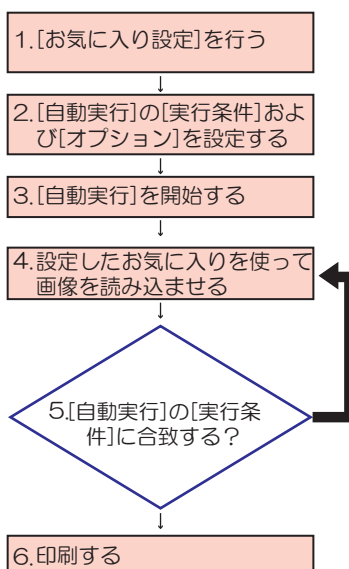 1.[お気に入り設定]を行う
2.[自動実行]の[実行条件]およ
び[オプション]を設定する
3.[自動実行]を開始する
4.設定したお気に入りを使って
画像を読み込ませる
5.[自動実行]の[実行条
件]に合致する？
6.印刷する